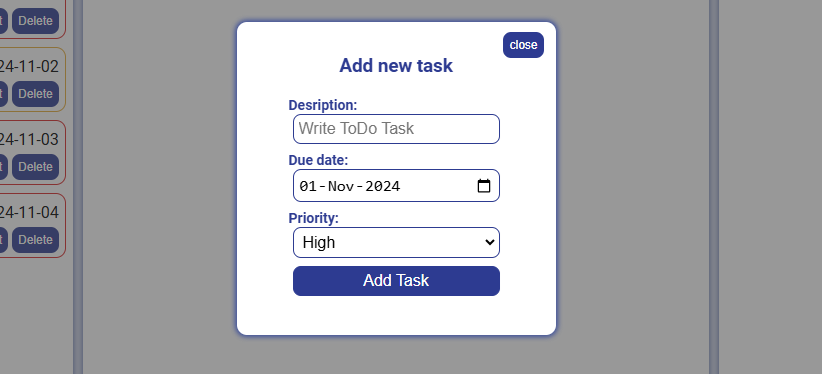 Delete
24-11-02
t Delete
24-11-03
t Delete
24-11-04
t Delete
close
Add new task
Desription:
Write ToDo Task
Due date:
01-Nov-2024
Priority:
High
Add Task